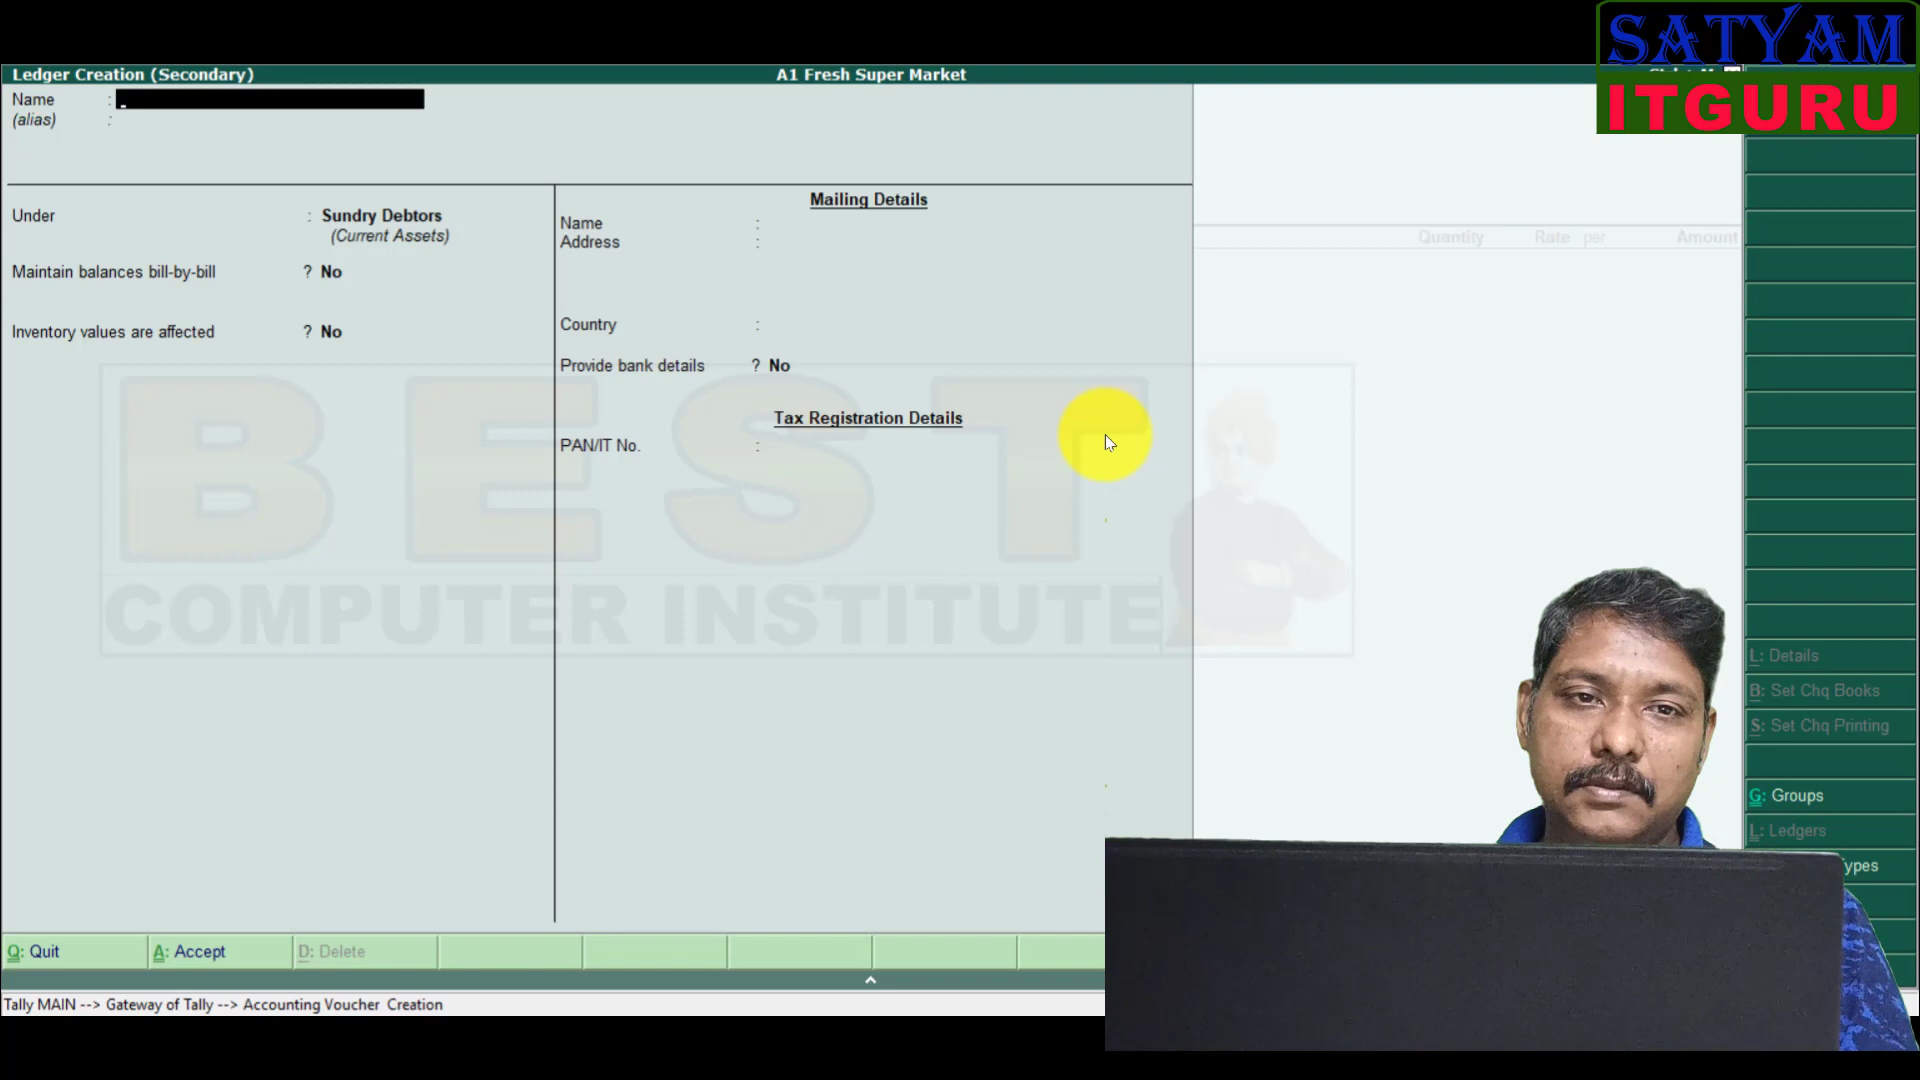 SATYAM
ITGURU
Ledger Creation (Secondary)
A1 Fresh Super Market
Name :
(alias) :
Under : Sundry Debtors
(Current Assets)
Maintain balances bill-by-bill ? No
Inventory values are affected ? No
Mailing Details
Name :
Address :
Country :
Provide bank details ? No
Tax Registration Details
PAN/IT No. :
Quantity Rate per Amount
BEST
COMPUTER INSTITUTE
L: Details
B: Set Chq Books
S: Set Chq Printing
G: Groups
L: Ledgers
Q: Quit
A: Accept
D: Delete
Tally MAIN --> Gateway of Tally --> Accounting Voucher Creation